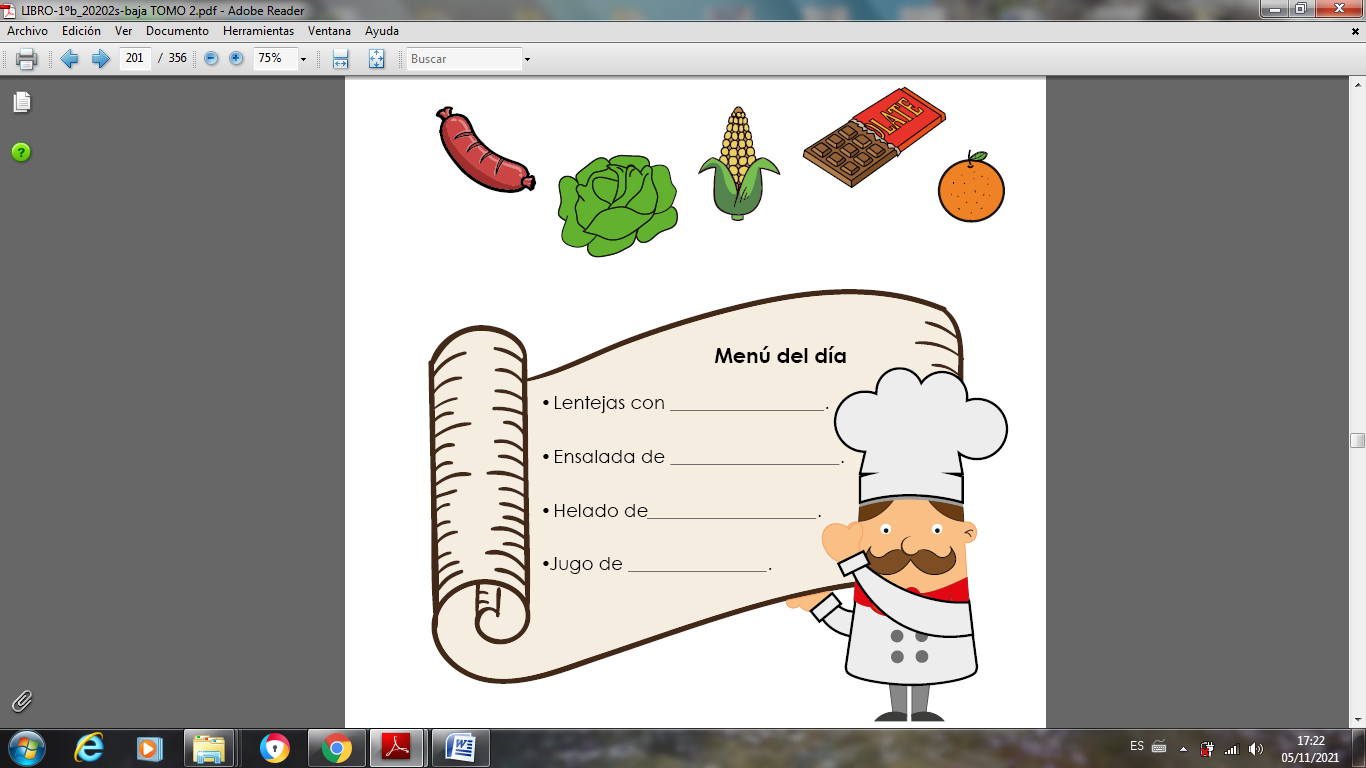 LIBRO-1ºb_20202s-baja TOMO 2.pdf - Adobe Reader
Archivo Edición Ver Documento Herramientas Ventana Ayuda
201 / 356 75% Buscar
LATE
Menú del día
• Lentejas con ________________.
• Ensalada de __________________.
• Helado de__________________.
•Jugo de _______________.
ES
17:22
05/11/2021